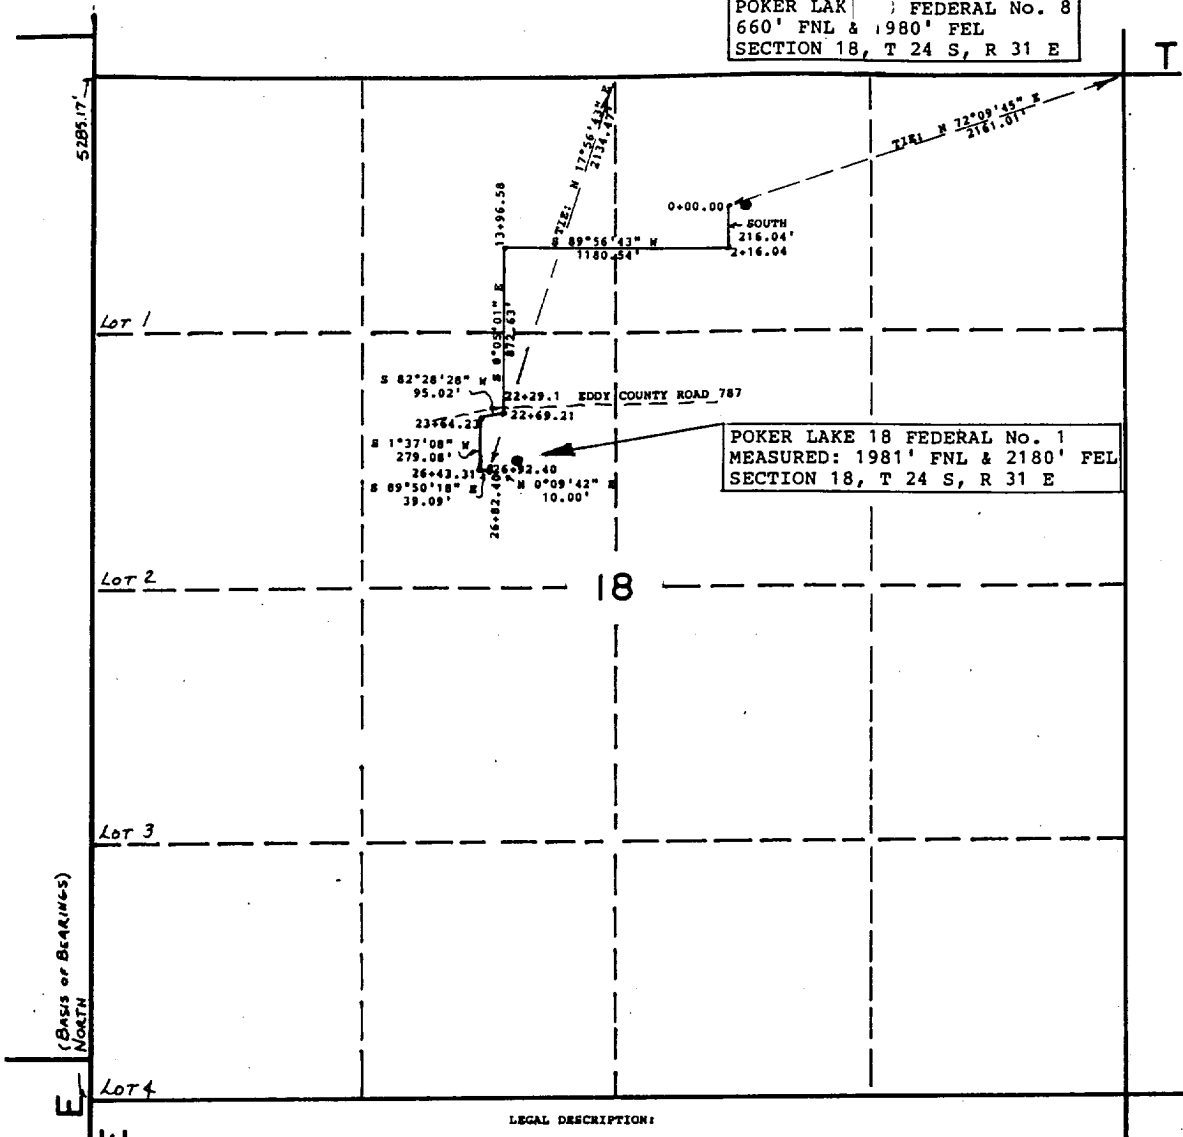 POKER LAK FEDERAL No. 8
660' FNL & 1980' FEL
SECTION 18, T 24 S, R 31 E
T
5285.17'
TIE: N 17°56'43" E
2134.47'
TIE: N 72°09'45" E
2161.01'
13+96.58
0+00.00
SOUTH
216.04'
2+16.04
S 89°56'43" W
1180.54'
LOT 1
S 0°05'01" E
872.63'
S 82°28'28" W
95.02'
22+29.1
EDDY COUNTY ROAD 787
22+69.21
23+64.23
S 1°37'08" W
279.08'
26+43.31
S 89°50'18" E
39.09'
26+82.40
26+92.40
N 0°09'42" E
10.00'
POKER LAKE 18 FEDERAL No. 1
MEASURED: 1981' FNL & 2180' FEL
SECTION 18, T 24 S, R 31 E
LOT 2
18
LOT 3
(BASIS OF BEARINGS)
NORTH
LOT 4
E
LEGAL DESCRIPTION: